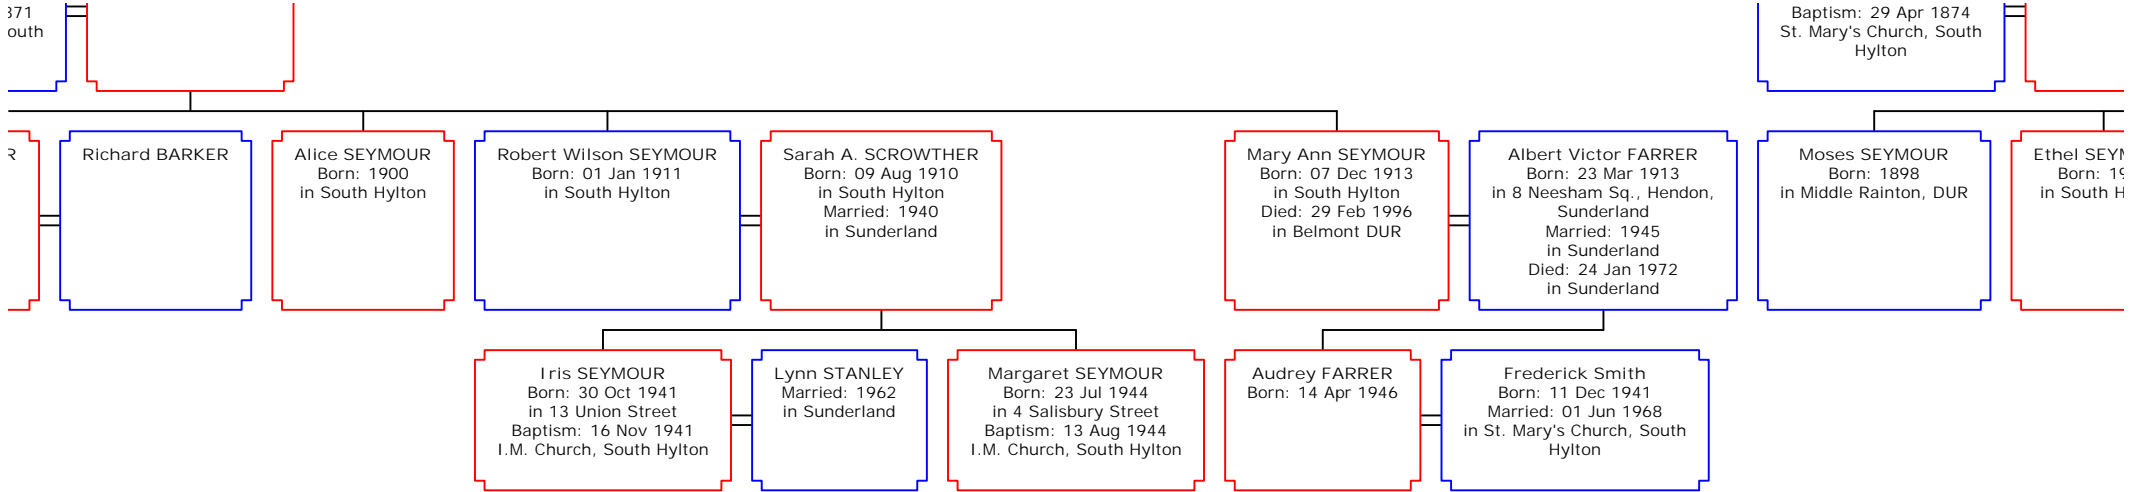 871
outh
Baptism: 29 Apr 1874
St. Mary's Church, South
Hylton
R
Richard BARKER
Alice SEYMOUR
Born: 1900
in South Hylton
Robert Wilson SEYMOUR
Born: 01 Jan 1911
in South Hylton
Sarah A. SCROWTHER
Born: 09 Aug 1910
in South Hylton
Married: 1940
in Sunderland
Mary Ann SEYMOUR
Born: 07 Dec 1913
in South Hylton
Died: 29 Feb 1996
in Belmont DUR
Albert Victor FARRER
Born: 23 Mar 1913
in 8 Neesham Sq., Hendon,
Sunderland
Married: 1945
in Sunderland
Died: 24 Jan 1972
in Sunderland
Moses SEYMOUR
Born: 1898
in Middle Rainton, DUR
Ethel SEY
Born: 19
in South H
Iris SEYMOUR
Born: 30 Oct 1941
in 13 Union Street
Baptism: 16 Nov 1941
I.M. Church, South Hylton
Lynn STANLEY
Married: 1962
in Sunderland
Margaret SEYMOUR
Born: 23 Jul 1944
in 4 Salisbury Street
Baptism: 13 Aug 1944
I.M. Church, South Hylton
Audrey FARRER
Born: 14 Apr 1946
Frederick Smith
Born: 11 Dec 1941
Married: 01 Jun 1968
in St. Mary's Church, South
Hylton